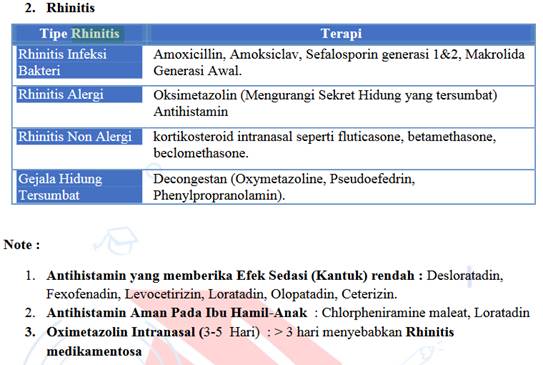 2. Rhinitis
Tipe Rhinitis Terapi
Rhinitis Infeksi Bakteri Amoxicillin, Amoksiclav, Sefalosporin generasi 1&2, Makrolida Generasi Awal.
Rhinitis Alergi Oksimetazolin (Mengurangi Sekret Hidung yang tersumbat) Antihistamin
Rhinitis Non Alergi kortikosteroid intranasal seperti fluticasone, betamethasone, beclomethasone.
Gejala Hidung Tersumbat Decongestan (Oxymetazoline, Pseudoefedrin, Phenylpropranolamin).
Note :
1. Antihistamin yang memberika Efek Sedasi (Kantuk) rendah : Desloratadin,
Fexofenadin, Levocetirizin, Loratadin, Olopatadin, Ceterizin.
2. Antihistamin Aman Pada Ibu Hamil-Anak : Chlorpheniramine maleat, Loratadin
3. Oximetazolin Intranasal (3-5 Hari) : > 3 hari menyebabkan Rhinitis
medikamentosa